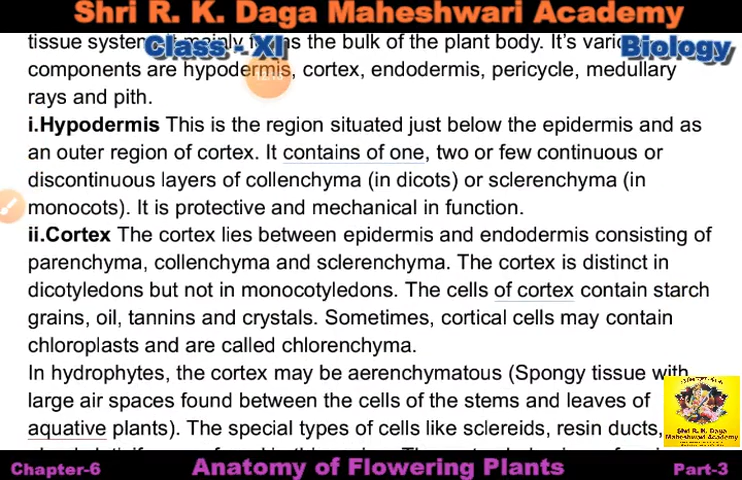 Shri R. K. Daga Maheshwari Academy
Class - XI
Biology
tissue system mainly the bulk of the plant body. It's
components are hypodermis, cortex, endodermis, pericycle, medullary
rays and pith.
i.Hypodermis This is the region situated just below the epidermis and as
an outer region of cortex. It contains of one, two or few continuous or
discontinuous layers of collenchyma (in dicots) or sclerenchyma (in
monocots). It is protective and mechanical in function.
ii.Cortex The cortex lies between epidermis and endodermis consisting of
parenchyma, collenchyma and sclerenchyma. The cortex is distinct in
dicotyledons but not in monocotyledons. The cells of cortex contain starch
grains, oil, tannins and crystals. Sometimes, cortical cells may contain
chloroplasts and are called chlorenchyma.
In hydrophytes, the cortex may be aerenchymatous (Spongy tissue with
large air spaces found between the cells of the stems and leaves of
aquative plants). The special types of cells like sclereids, resin ducts,
Shri R. K. Daga
Maheshwari Academy
Chapter-6
Anatomy of Flowering Plants
Part-3